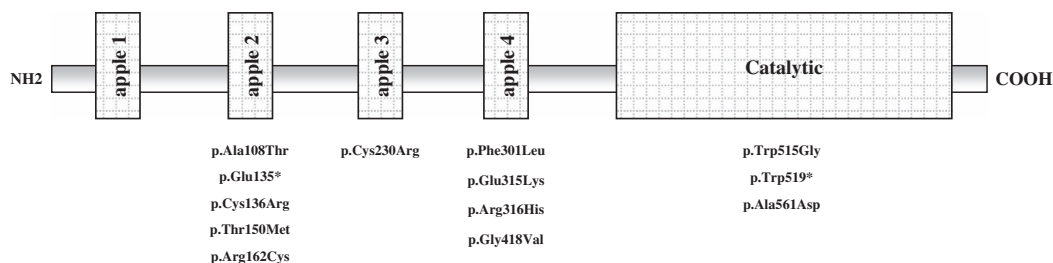 NH2
apple 1
apple 2
apple 3
apple 4
Catalytic
COOH
p.Ala108Thr
p.Glu135*
p.Cys136Arg
p.Thr150Met
p.Arg162Cys
p.Cys230Arg
p.Phe301Leu
p.Glu315Lys
p.Arg316His
p.Gly418Val
p.Trp515Gly
p.Trp519*
p.Ala561Asp